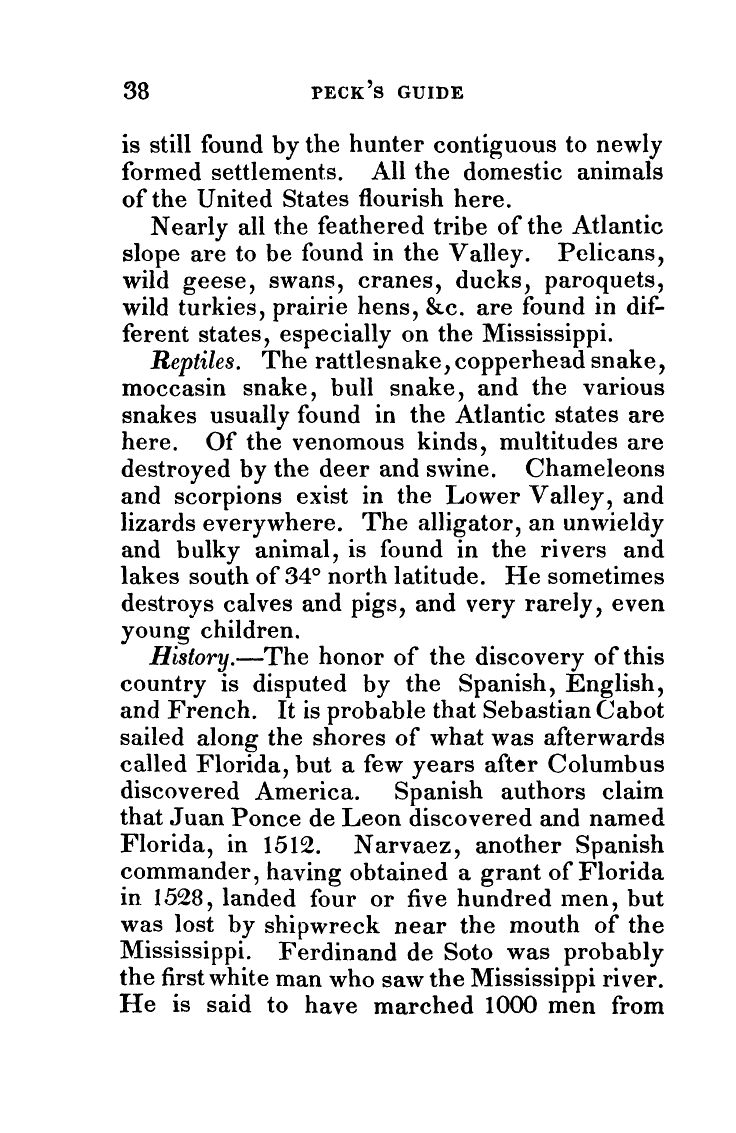 38 PECK'S GUIDE
is still found by the hunter contiguous to newly
formed settlements. All the domestic animals
of the United States flourish here.
Nearly all the feathered tribe of the Atlantic
slope are to be found in the Valley. Pelicans,
wild geese, swans, cranes, ducks, paroquets,
wild turkies, prairie hens, &c. are found in dif-
ferent states, especially on the Mississippi.
Reptiles. The rattlesnake, copperhead snake,
moccasin snake, bull snake, and the various
snakes usually found in the Atlantic states are
here. Of the venomous kinds, multitudes are
destroyed by the deer and swine. Chameleons
and scorpions exist in the Lower Valley, and
lizards everywhere. The alligator, an unwieldy
and bulky animal, is found in the rivers and
lakes south of 34° north latitude. He sometimes
destroys calves and pigs, and very rarely, even
young children.
History.—The honor of the discovery of this
country is disputed by the Spanish, English,
and French. It is probable that Sebastian Cabot
sailed along the shores of what was afterwards
called Florida, but a few years after Columbus
discovered America. Spanish authors claim
that Juan Ponce de Leon discovered and named
Florida, in 1512. Narvaez, another Spanish
commander, having obtained a grant of Florida
in 1528, landed four or five hundred men, but
was lost by shipwreck near the mouth of the
Mississippi. Ferdinand de Soto was probably
the first white man who saw the Mississippi river.
He is said to have marched 1000 men from